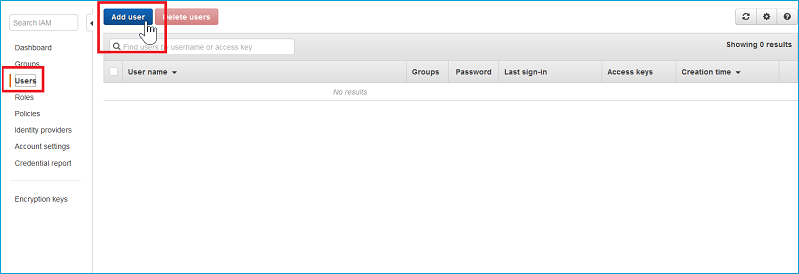 Search IAM
Dashboard
Groups
Users
Roles
Policies
Identity providers
Account settings
Credential report
Encryption keys
Add user Delete users
Find users by username or access key
Showing 0 results
User name Groups Password Last sign-in Access keys Creation time
No results